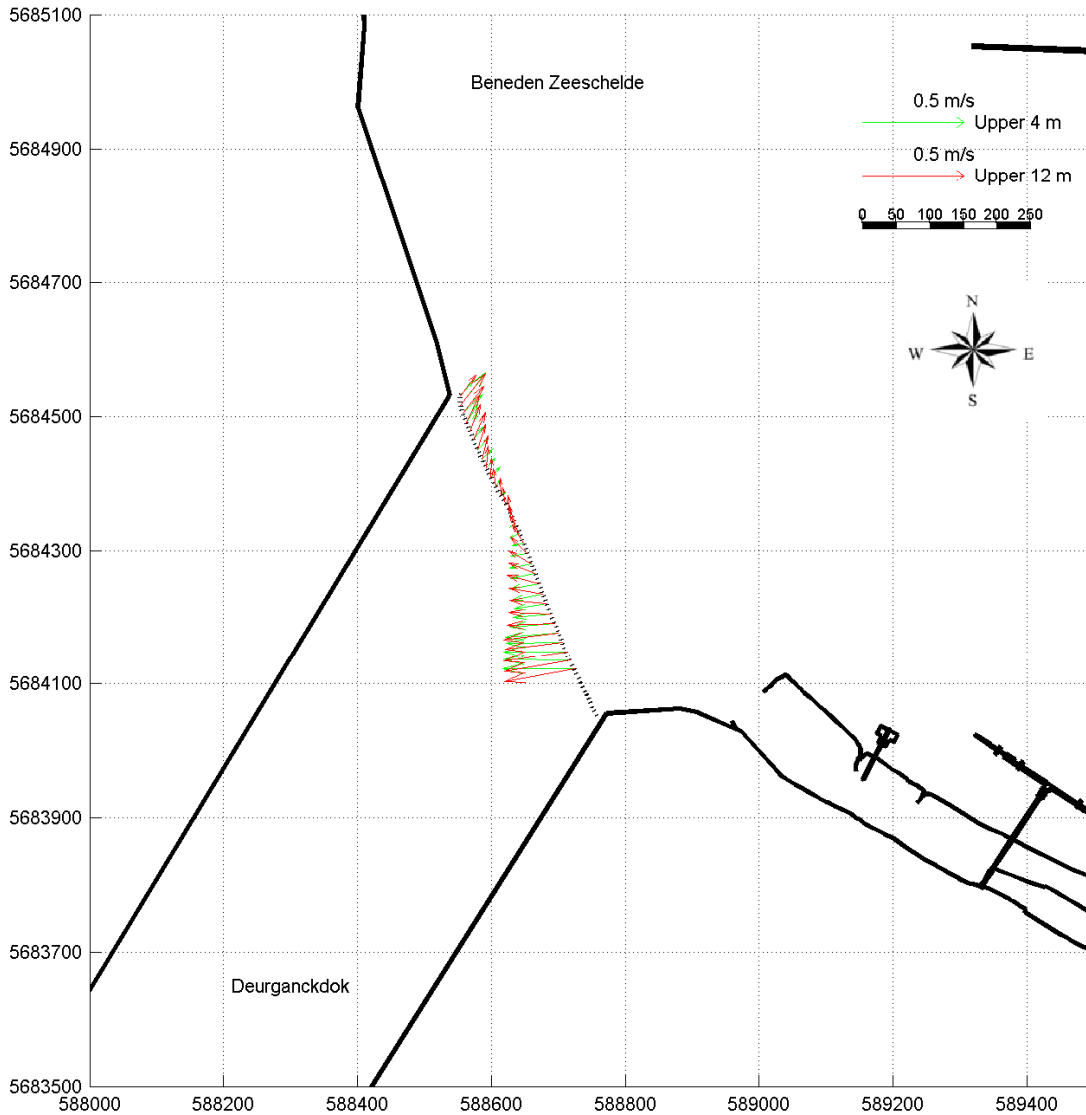 5685100
Beneden Zeeschelde
0.5 m/s
Upper 4 m
5684900
0.5 m/s
Upper 12 m
0 50 100 150 200 250
5684700
N
W E
S
5684500
5684300
5684100
5683900
5683700
Deurganckdok
5683500
588000 588200 588400 588600 588800 589000 589200 589400